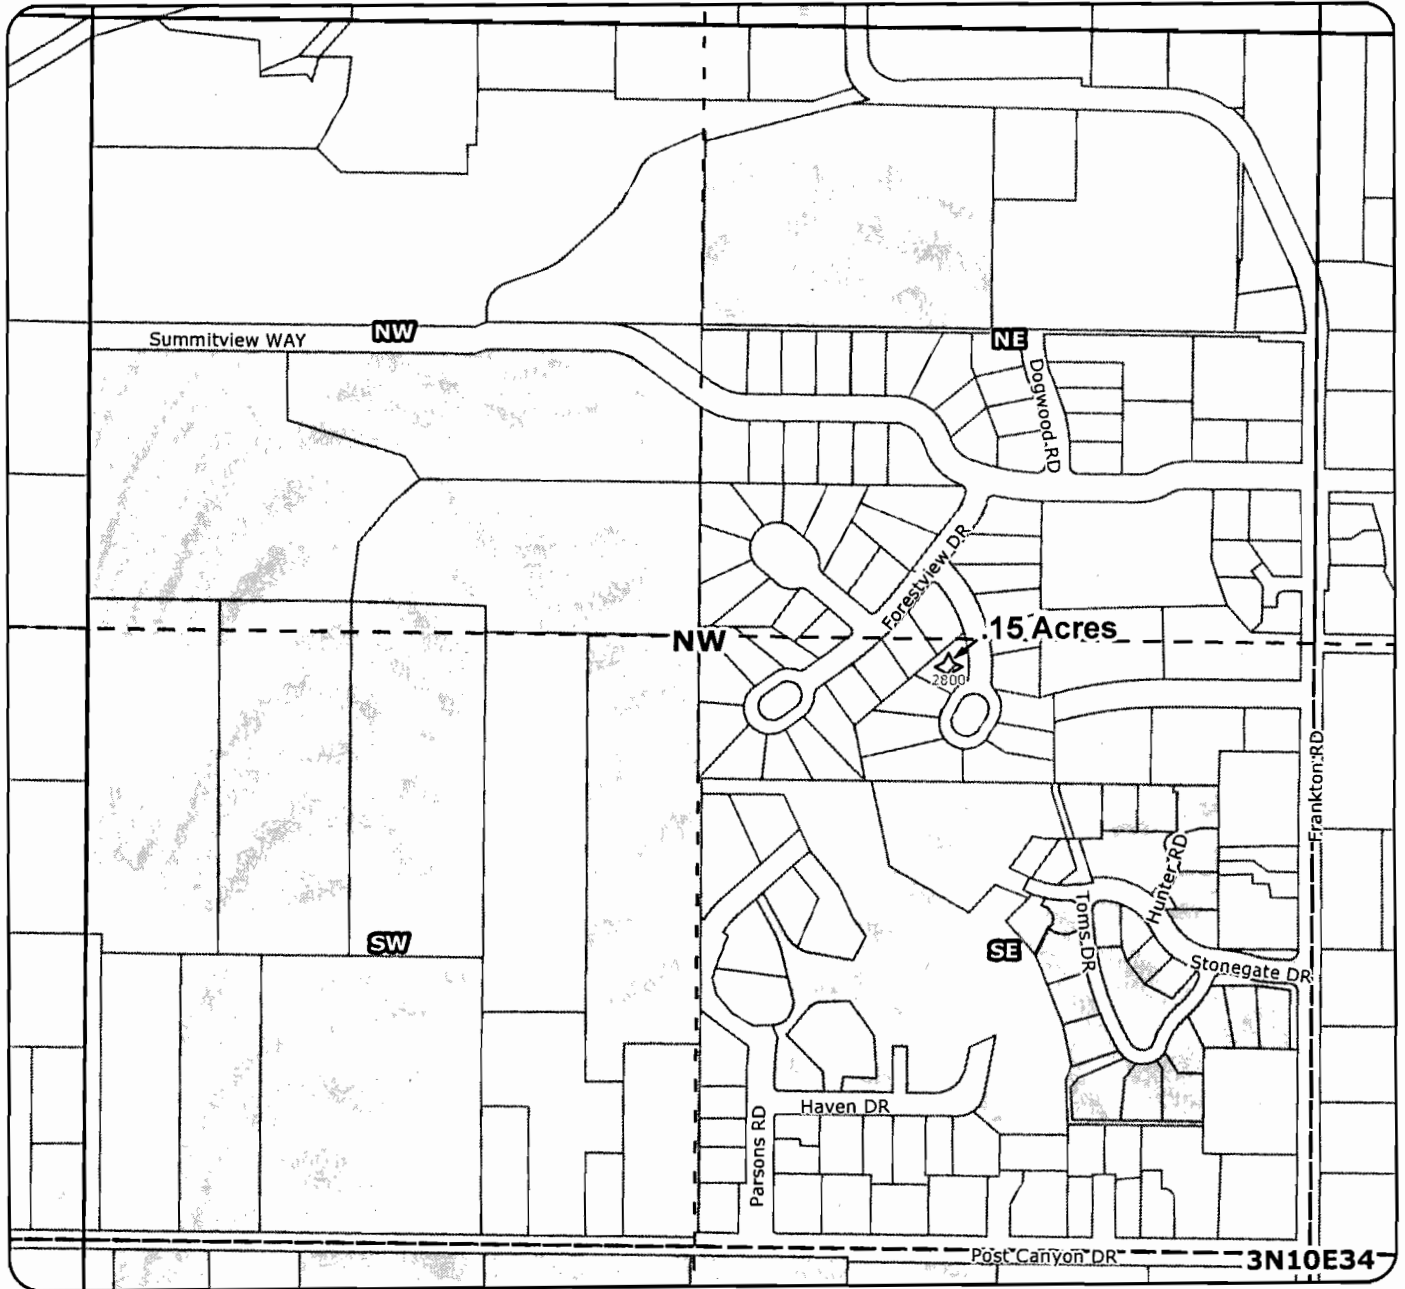 Summitview WAY
NW
NE
Dogwood RD
Forestview DR
.15 Acres
NW
2800
Frankton RD
Hunter RD
Toms DR
SW
SE
Stonegate DR
Haven DR
Parsons RD
Post Canyon DR
3N10E34